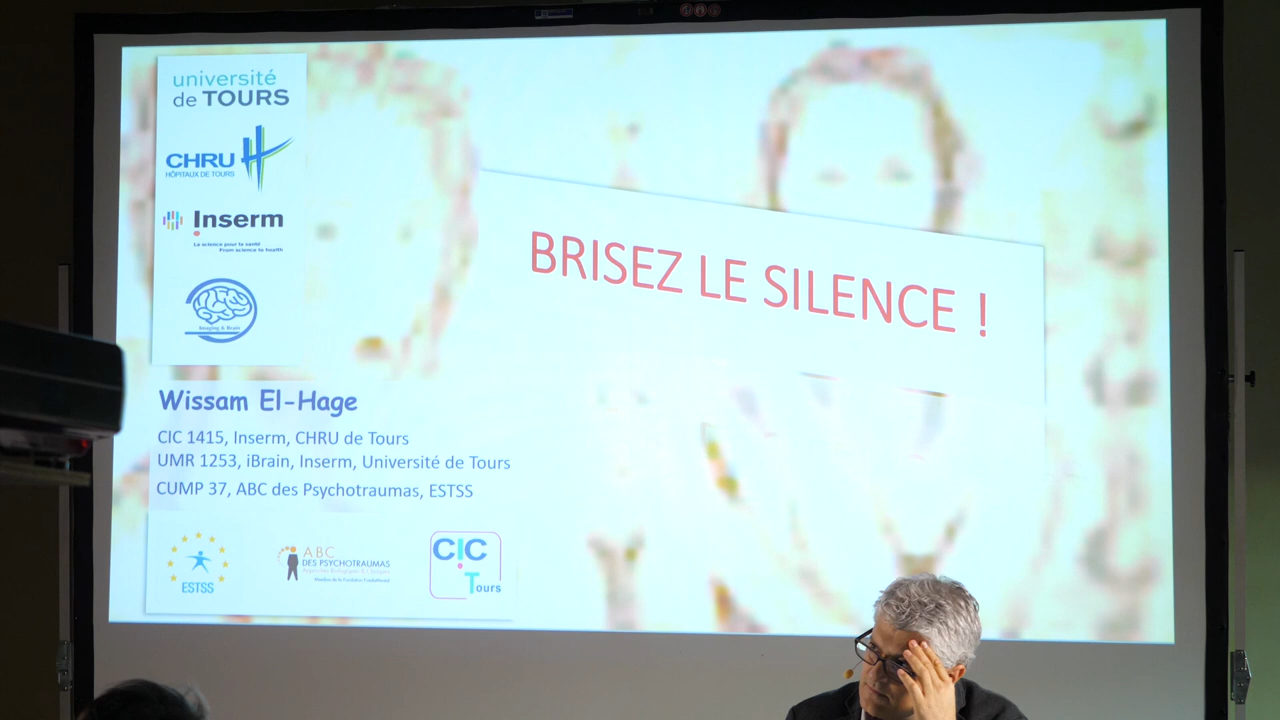 université
de TOURS
CHRU
HÔPITAUX DE TOURS
Inserm
La science pour la santé
From science to health
Imaging & Brain
BRISEZ LE SILENCE !
Wissam El-Hage
CIC 1415, Inserm, CHRU de Tours
UMR 1253, iBrain, Inserm, Université de Tours
CUMP 37, ABC des Psychotraumas, ESTSS
ESTSS
ABC
DES PSYCHOTRAUMAS
CIC
Tours